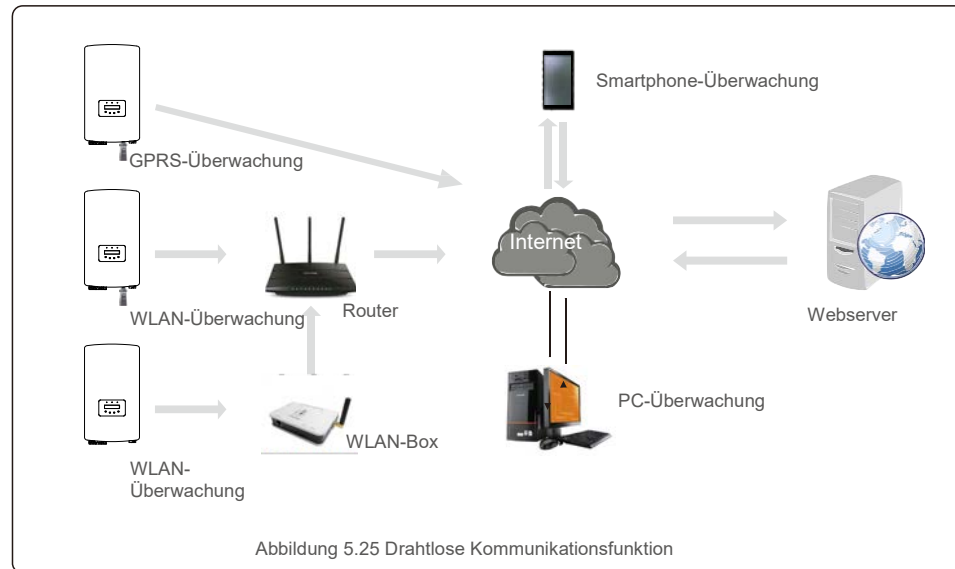 Smartphone-Überwachung
GPRS-Überwachung
Internet
WLAN-Überwachung
Router
Webserver
PC-Überwachung
WLAN-Box
WLAN-
Überwachung
Abbildung 5.25 Drahtlose Kommunikationsfunktion